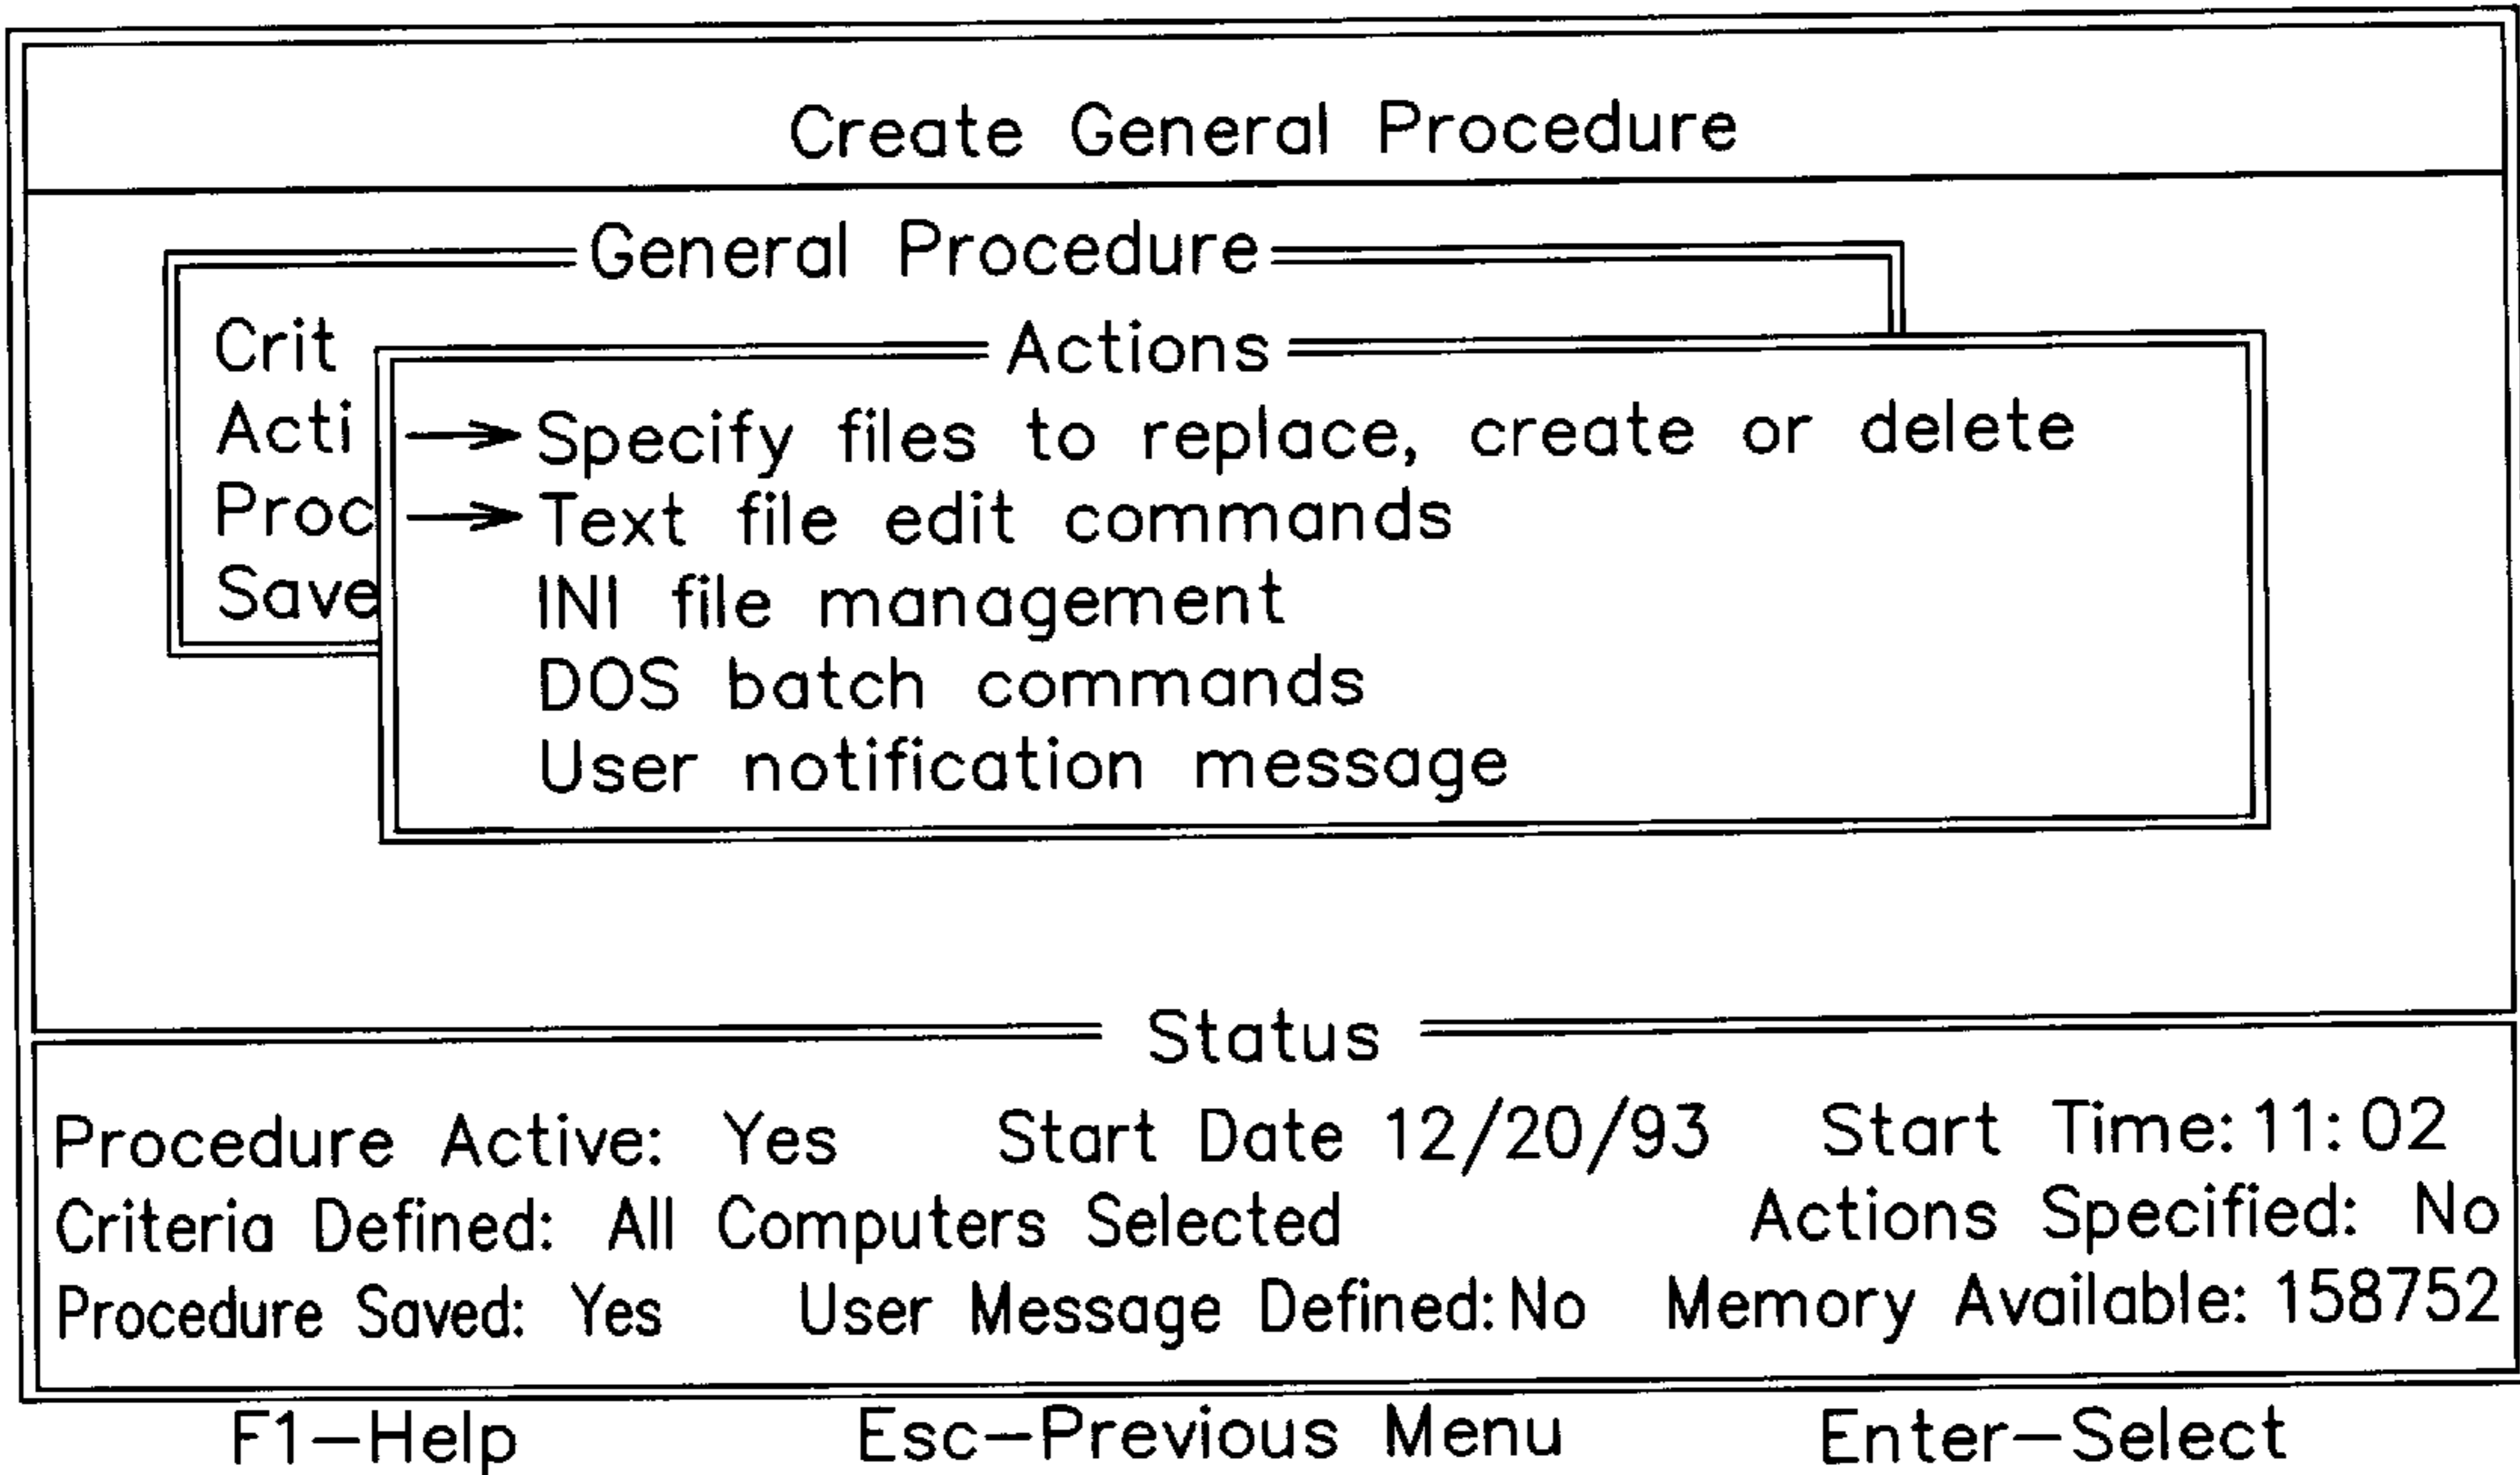 Create General Procedure
General Procedure
Crit
Acti
Proc
Save
Actions
→Specify files to replace, create or delete
→Text file edit commands
INI file management
DOS batch commands
User notification message
Status
Procedure Active: Yes Start Date 12/20/93 Start Time: 11: 02
Criteria Defined: All Computers Selected Actions Specified: No
Procedure Saved: Yes User Message Defined: No Memory Available: 158752
F1-Help Esc-Previous Menu Enter-Select